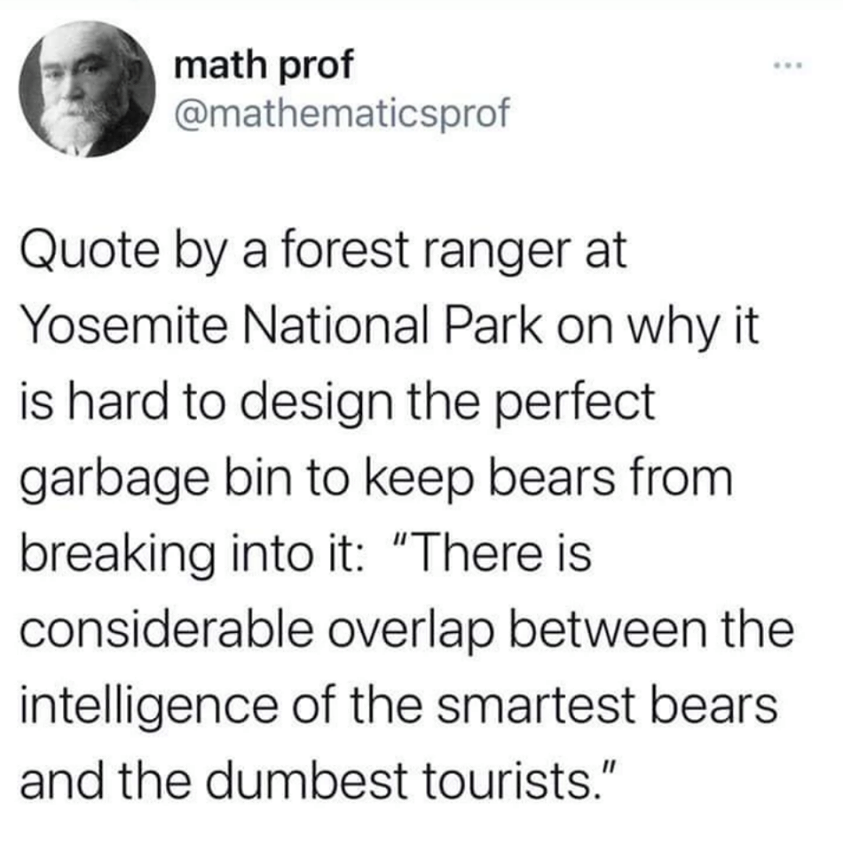 math prof
@mathematicsprof
Quote by a forest ranger at
Yosemite National Park on why it
is hard to design the perfect
garbage bin to keep bears from
breaking into it:  "There is
considerable overlap between the
intelligence of the smartest bears
and the dumbest tourists."